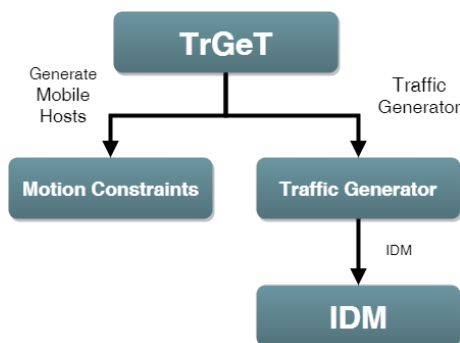 TrGeT
Generate
Mobile
Hosts
Traffic
Generator
Motion Constraints
Traffic Generator
IDM
IDM